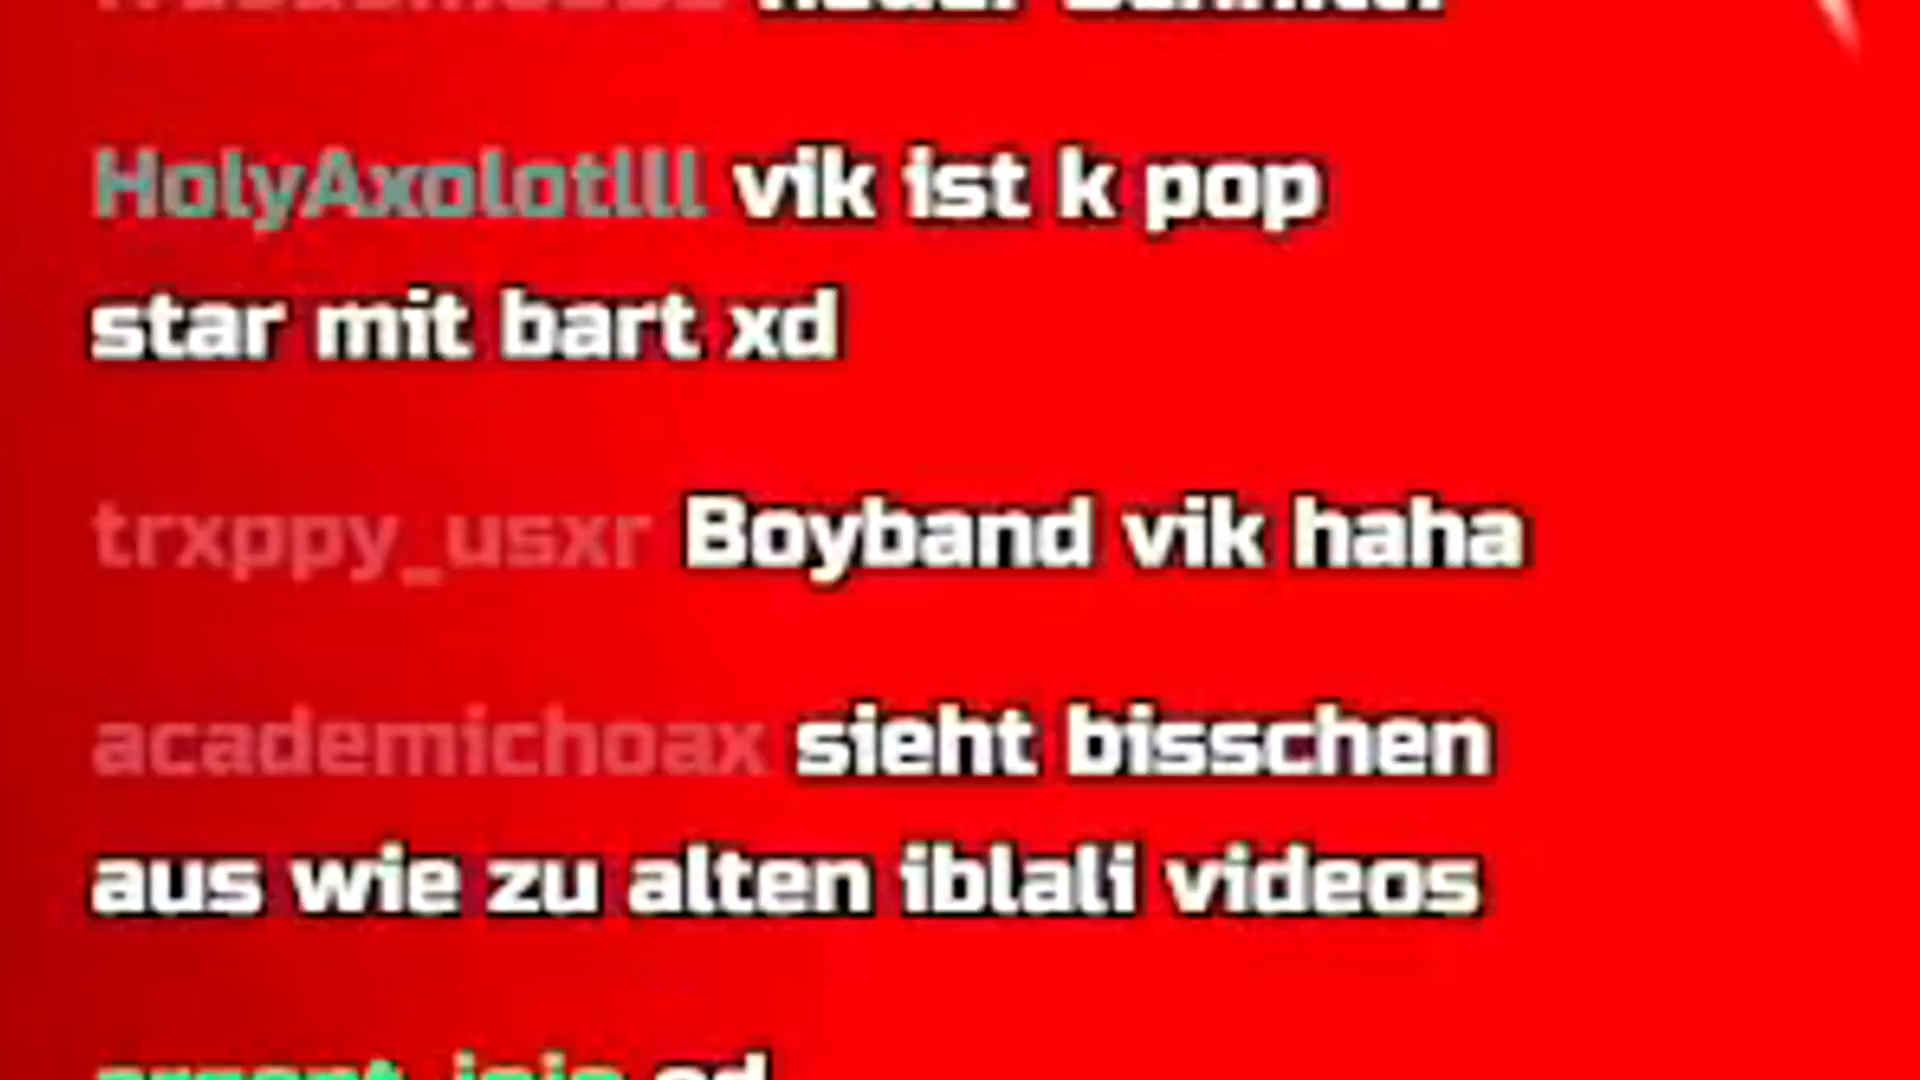 HolyAxolotlll vik ist k pop
star mit bart xd
trxppy_usxr Boyband vik haha
academichoax sieht bisschen
aus wie zu alten iblali videos